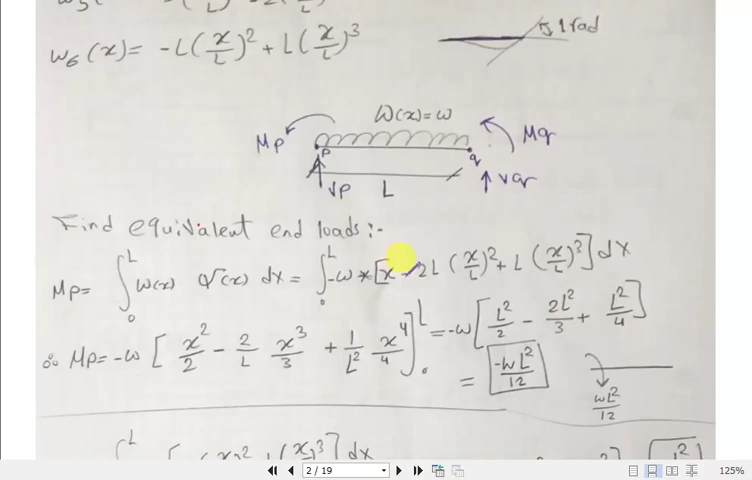 w₆(x) = -L(x/L)² + L(x/L)³
1 rad
W(x)=w
Mp
Mq
P
q
Vp
L
Vq
Find equivalent end loads:-
Mp = ∫₀ᴸ w(x) v(x) dx = ∫₀ᴸ -w * [x - 2L(x/L)² + L(x/L)³] dx
∴ Mp = -w [x²/2 - 2/L x³/3 + 1/L² x⁴/4]₀ᴸ = -w [L²/2 - 2L²/3 + L²/4]
= -wL²/12
wL²/12
2 / 19
125%